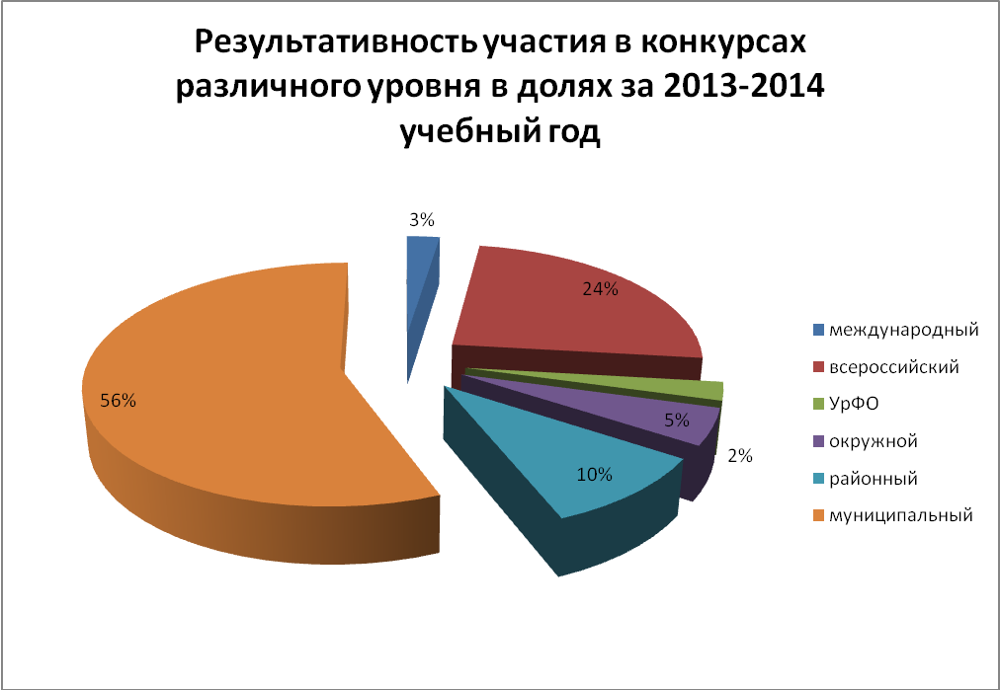 Результативность участия в конкурсах
различного уровня в долях за 2013-2014
учебный год
3%
24%
56%
5%
2%
10%
международный
всероссийский
УрФО
окружной
районный
муниципальный